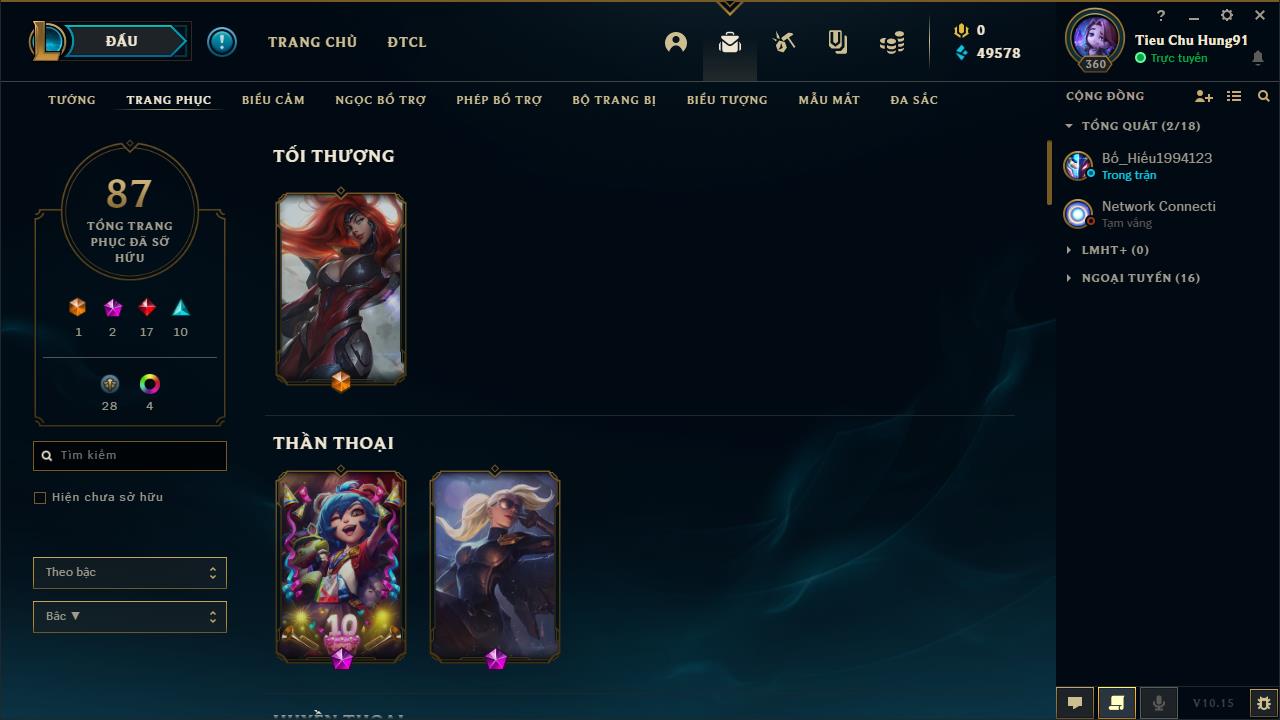 ĐẤU
TRANG CHỦ
ĐTCL
0
49578
360
Tieu Chu Hung91
Trực tuyến
TƯỚNG
TRANG PHỤC
BIỂU CẢM
NGỌC BỔ TRỢ
PHÉP BỔ TRỢ
BỘ TRANG BỊ
BIỂU TƯỢNG
MẪU MẮT
ĐA SẮC
87
TỔNG TRANG
PHỤC ĐÃ SỞ
HỮU
1
2
17
10
28
4
Tìm kiếm
Hiện chưa sở hữu
Theo bậc
Bậc ▼
TỐI THƯỢNG
THẦN THOẠI
10
HUYỀN THOẠI
CỘNG ĐỒNG
TỔNG QUÁT (2/18)
Bố_Hiếu1994123
Trong trận
Network Connecti
Tạm vắng
LMHT+ (0)
NGOẠI TUYẾN (16)
V10.15